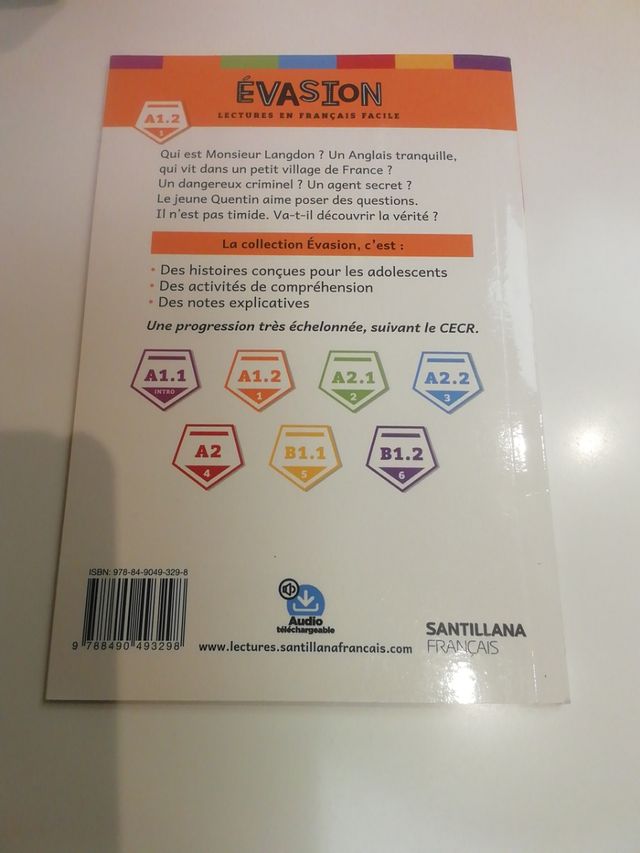 ÉVASION
LECTURES EN FRANÇAIS FACILE
A1.2
1
Qui est Monsieur Langdon ? Un Anglais tranquille,
qui vit dans un petit village de France ?
Un dangereux criminel ? Un agent secret ?
Le jeune Quentin aime poser des questions.
Il n'est pas timide. Va-t-il découvrir la vérité ?
La collection Évasion, c'est :
• Des histoires conçues pour les adolescents
• Des activités de compréhension
• Des notes explicatives
Une progression très échelonnée, suivant le CECR.
A1.1
INTRO
A1.2
1
A2.1
2
A2.2
3
A2
4
B1.1
5
B1.2
6
ISBN: 978-84-9049-329-8
9 788490 493298
Audio
téléchargeable
www.lectures.santillanafrancais.com
SANTILLANA
FRANÇAIS